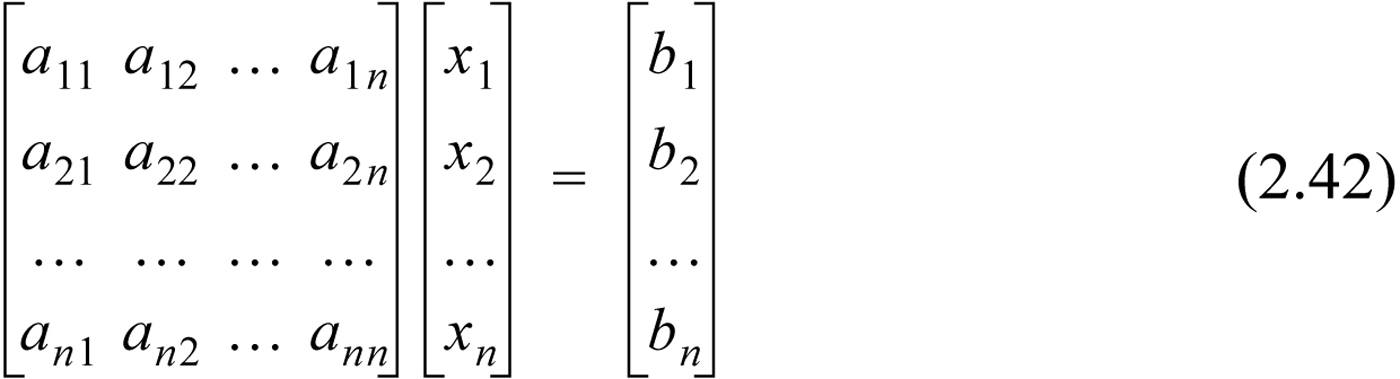 [a₁₁ a₁₂ … a₁ₙ] [x₁] [b₁]
[a₂₁ a₂₂ … a₂ₙ] [x₂] = [b₂] (2.42)
[… … … …] […] […]
[aₙ₁ aₙ₂ … aₙₙ] [xₙ] [bₙ]